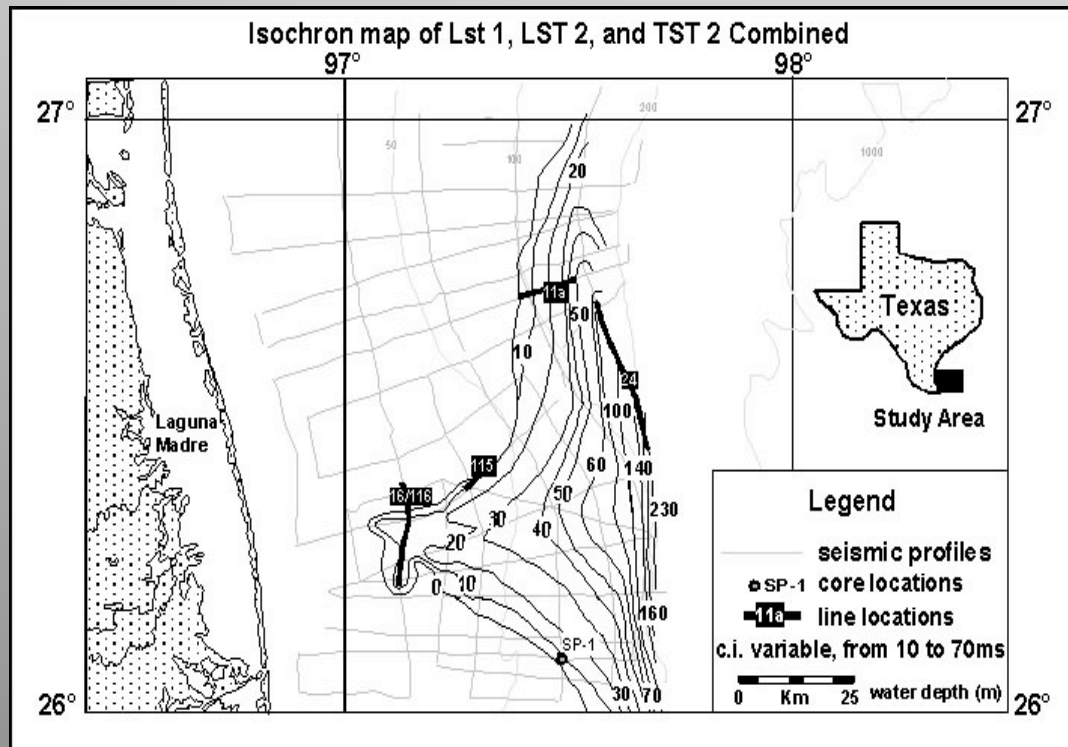 Isochron map of Lst 1, LST 2, and TST 2 Combined
97° 98°
27° 27°
200
50 100 1000
20
11a
50
10
Texas
24
100
Study Area
Laguna
Madre
115
60 140
16/116
50
230
30 40
20
0 10
160
SP-1
30 70
26° 26°
Legend
seismic profiles
SP-1 core locations
11a line locations
c.i. variable, from 10 to 70ms
0 Km 25 water depth (m)